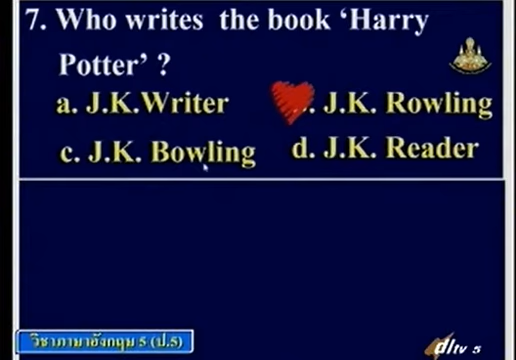 7. Who writes the book ‘Harry
Potter’ ?
a. J.K.Writer
. J.K. Rowling
c. J.K. Bowling
d. J.K. Reader
วิชาภาษาอังกฤษ 5 (ป.5)
dltv 5